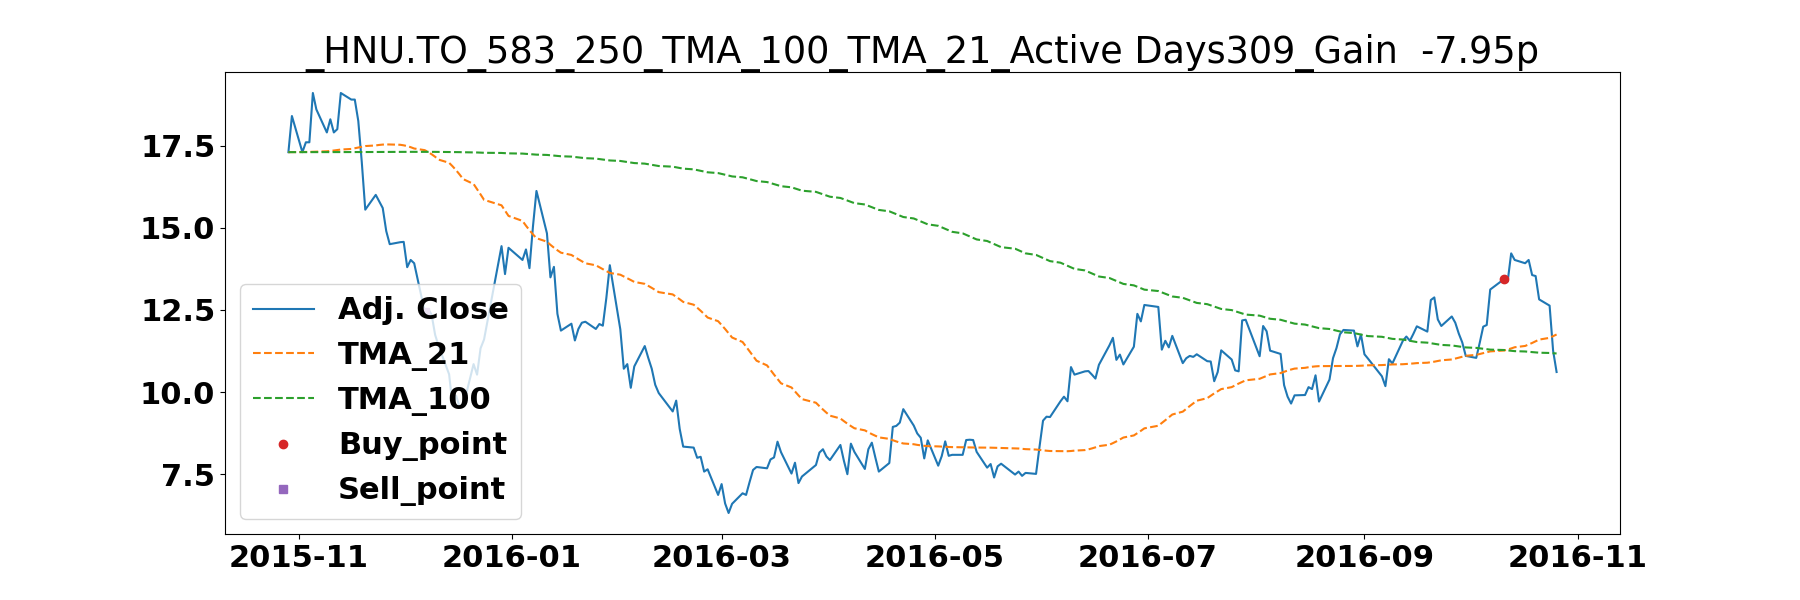 _HNU.TO_583_250_TMA_100_TMA_21_Active Days309_Gain  -7.95p
17.5
15.0
12.5
10.0
7.5
Adj. Close
TMA_21
TMA_100
Buy_point
Sell_point
2015-11 2016-01 2016-03 2016-05 2016-07 2016-09 2016-11